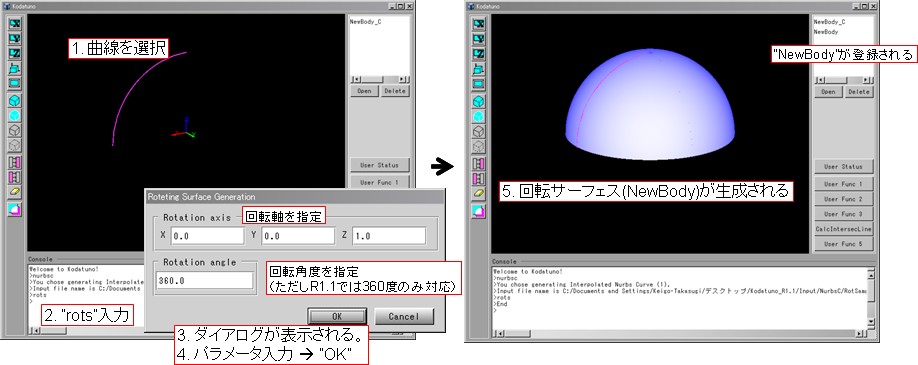 Kodatuno
1. 曲線を選択
NewBody_C
Open
Delete
User Status
User Func 1
Console
Welcome to Kodatuno!
>nurbsc
>You chose generating Interpolated
>Input file name is C:/Documents
>rots
>
2. "rots"入力
Roteting Surface Generation
Rotation axis
回転軸を指定
X 0.0 Y 0.0 Z 1.0
Rotation angle
360.0
回転角度を指定
(ただしR1.1では360度のみ対応)
OK
Cancel
3. ダイアログが表示される。
4. パラメータ入力 → "OK"
Kodatuno
NewBody_C
NewBody
"NewBody"が登録される
Open
Delete
5. 回転サーフェス(NewBody)が生成される
User Status
User Func 1
User Func 2
User Func 3
CalcIntersecLine
User Func 5
Console
Welcome to Kodatuno!
>nurbsc
>You chose generating Interpolated Nurbs Curve (1).
>Input file name is C:/Documents and Settings/Keigo-Takasugi/デスクトップ/Kodatuno_R1.1/Input/NurbsC/RotSam
>rots
>End
>